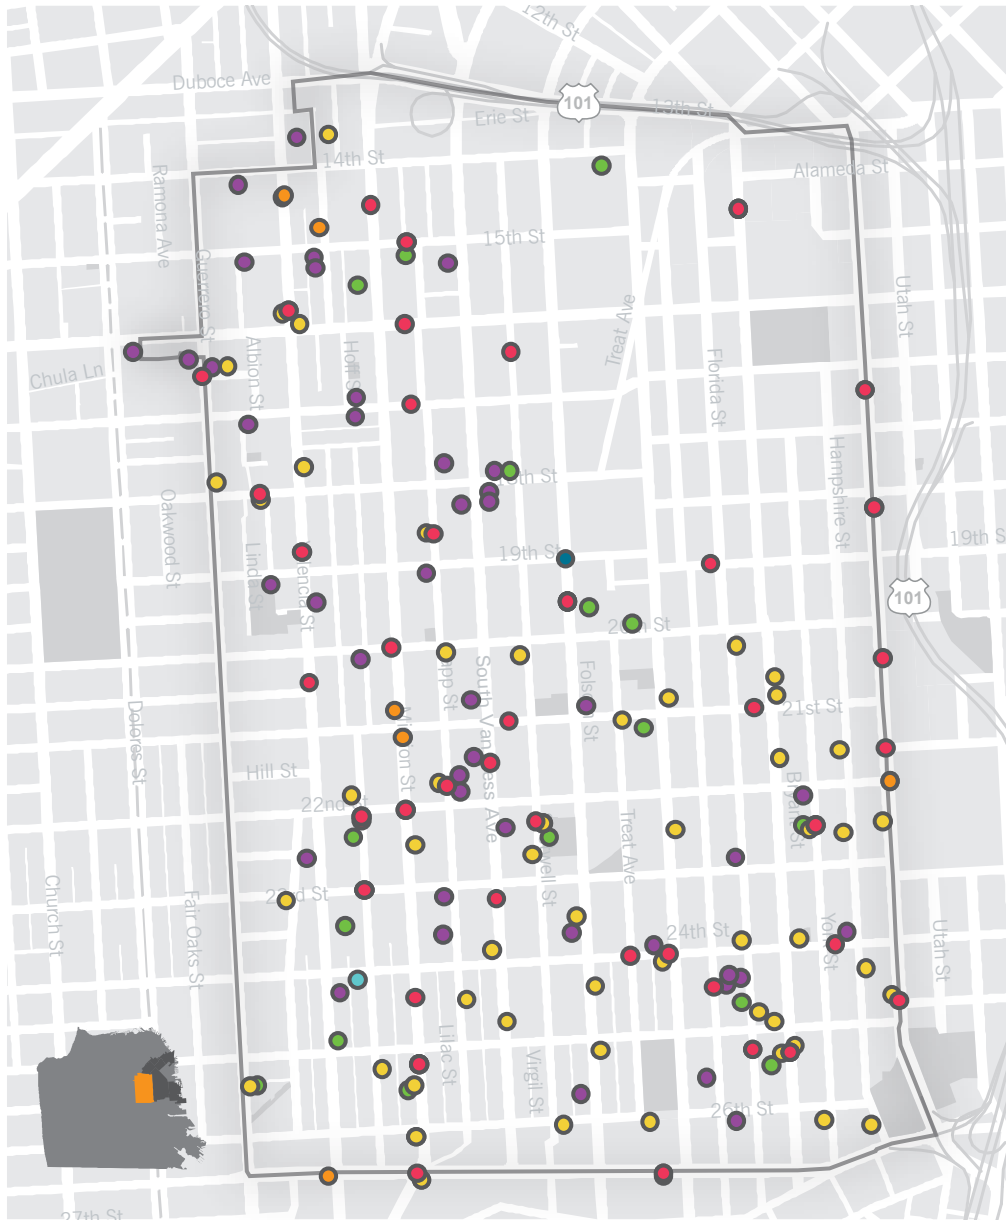 12th St
Duboce Ave
101
13th St
Erie St
14th St
Alameda St
Ramona Ave
15th St
Guerrero St
Utah St
Treat Ave
Albion St
Hoff St
Florida St
Chula Ln
Hampshire St
18th St
Oakwood St
19th St
19th S
Linda St
Valencia St
101
20th St
Capp St
South Van Ness Ave
Folsom St
21st St
Mission St
Dolores St
Hill St
Bryant St
22nd St
Treat Ave
23rd St
Church St
Fair Oaks St
24th St
York St
Utah St
Lilac St
Virgil St
26th St
27th St